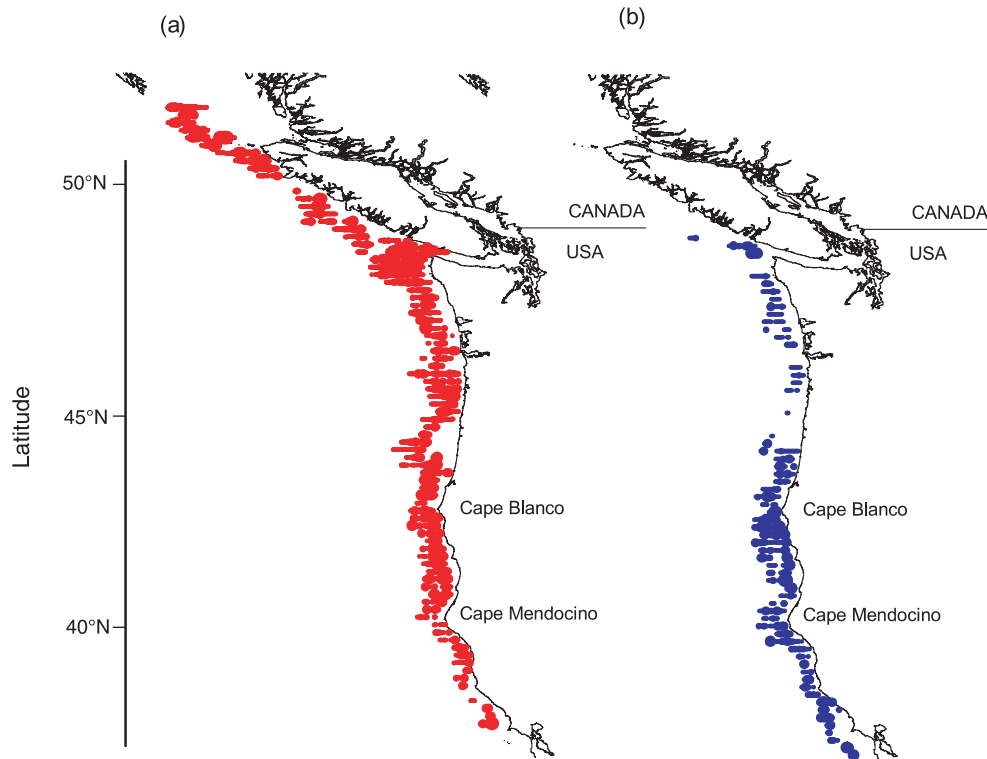 (a)
(b)
50°N
45°N
40°N
Latitude
CANADA
USA
Cape Blanco
Cape Mendocino
CANADA
USA
Cape Blanco
Cape Mendocino